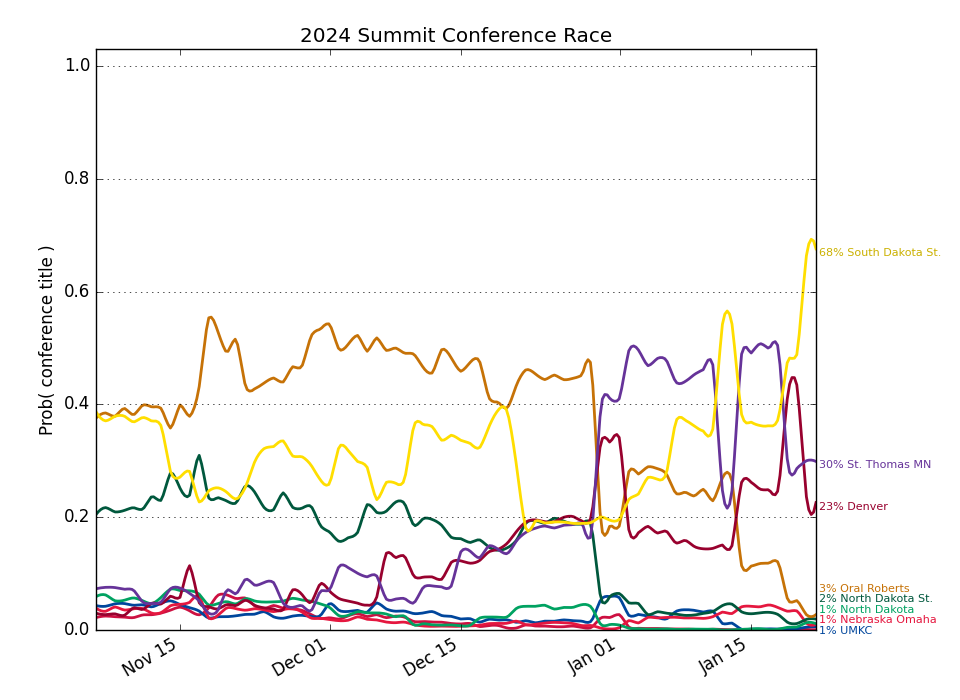 2024 Summit Conference Race
Prob( conference title )
1.0
0.8
0.6
0.4
0.2
0.0
Nov 15
Dec 01
Dec 15
Jan 01
Jan 15
68% South Dakota St.
30% St. Thomas MN
23% Denver
3% Oral Roberts
2% North Dakota St.
1% North Dakota
1% Nebraska Omaha
1% UMKC